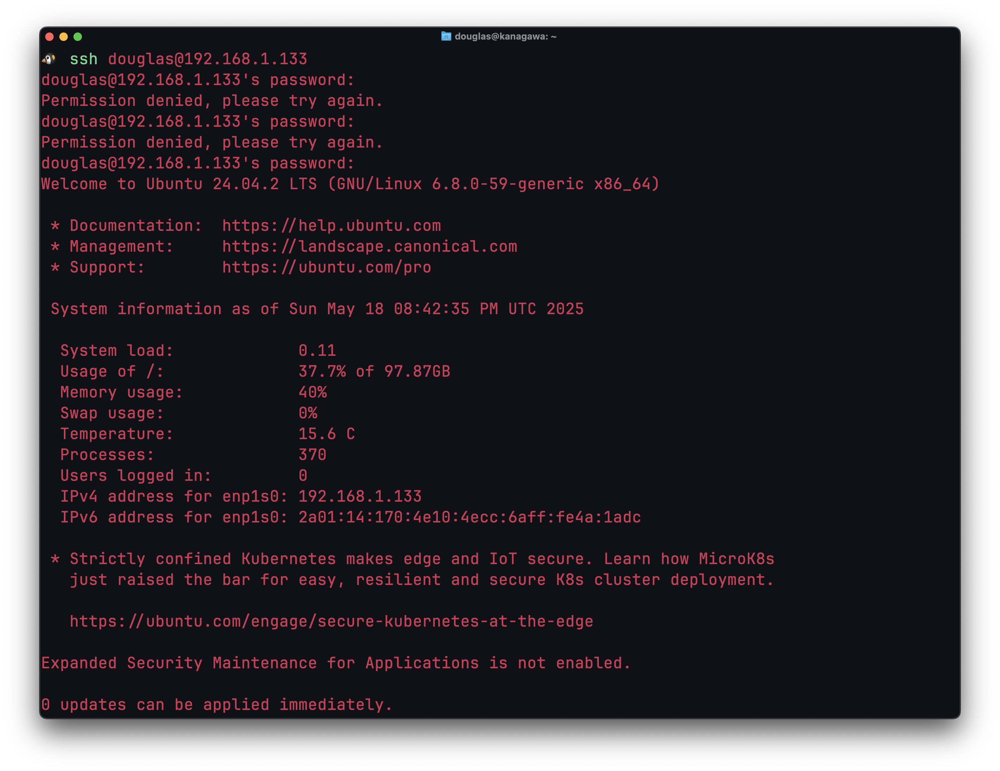 douglas@kanagawa: ~
ssh douglas@192.168.1.133
douglas@192.168.1.133's password:
Permission denied, please try again.
douglas@192.168.1.133's password:
Permission denied, please try again.
douglas@192.168.1.133's password:
Welcome to Ubuntu 24.04.2 LTS (GNU/Linux 6.8.0-59-generic x86_64)
* Documentation:  https://help.ubuntu.com
* Management:     https://landscape.canonical.com
* Support:        https://ubuntu.com/pro
System information as of Sun May 18 08:42:35 PM UTC 2025
System load:             0.11
Usage of /:              37.7% of 97.87GB
Memory usage:            40%
Swap usage:              0%
Temperature:             15.6 C
Processes:               370
Users logged in:         0
IPv4 address for enp1s0: 192.168.1.133
IPv6 address for enp1s0: 2a01:14:170:4e10:4ecc:6aff:fe4a:1adc
* Strictly confined Kubernetes makes edge and IoT secure. Learn how MicroK8s
just raised the bar for easy, resilient and secure K8s cluster deployment.
https://ubuntu.com/engage/secure-kubernetes-at-the-edge
Expanded Security Maintenance for Applications is not enabled.
0 updates can be applied immediately.